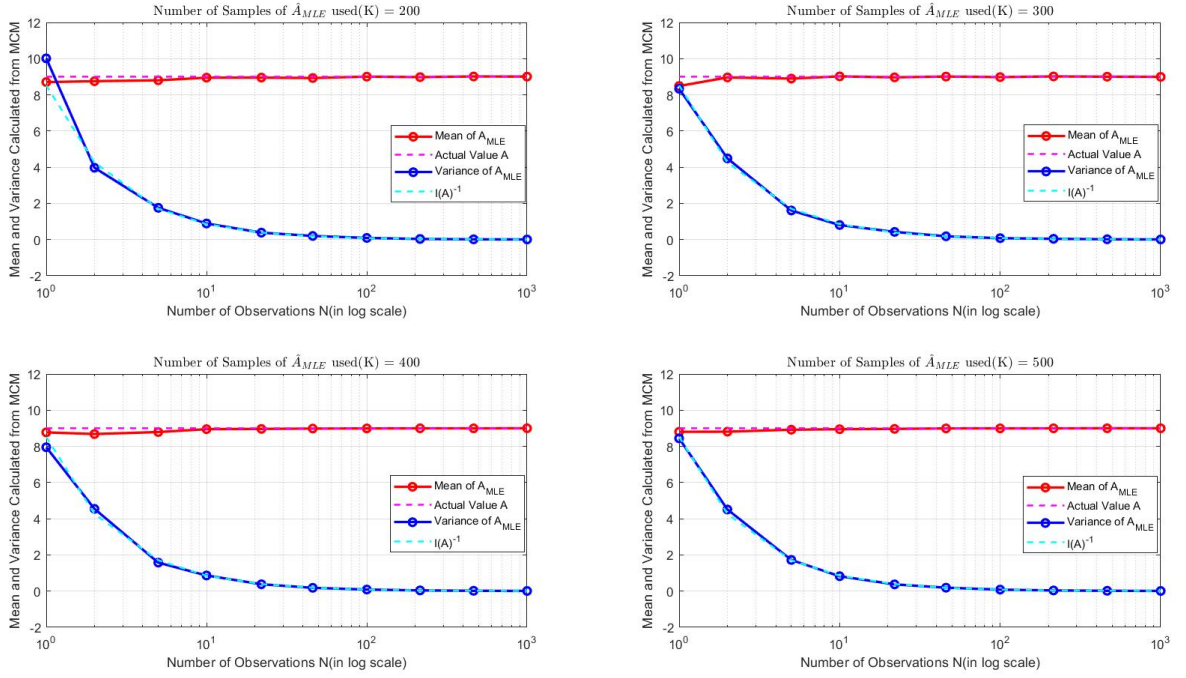 Number of Samples of Â_MLE used(K) = 200
Mean and Variance Calculated from MCM
12
10
8
6
4
2
0
-2
Mean of A_MLE
Actual Value A
Variance of A_MLE
I(A)^-1
10^0
10^1
10^2
10^3
Number of Observations N(in log scale)
Number of Samples of Â_MLE used(K) = 300
Mean and Variance Calculated from MCM
12
10
8
6
4
2
0
-2
Mean of A_MLE
Actual Value A
Variance of A_MLE
I(A)^-1
10^0
10^1
10^2
10^3
Number of Observations N(in log scale)
Number of Samples of Â_MLE used(K) = 400
Mean and Variance Calculated from MCM
12
10
8
6
4
2
0
-2
Mean of A_MLE
Actual Value A
Variance of A_MLE
I(A)^-1
10^0
10^1
10^2
10^3
Number of Observations N(in log scale)
Number of Samples of Â_MLE used(K) = 500
Mean and Variance Calculated from MCM
12
10
8
6
4
2
0
-2
Mean of A_MLE
Actual Value A
Variance of A_MLE
I(A)^-1
10^0
10^1
10^2
10^3
Number of Observations N(in log scale)